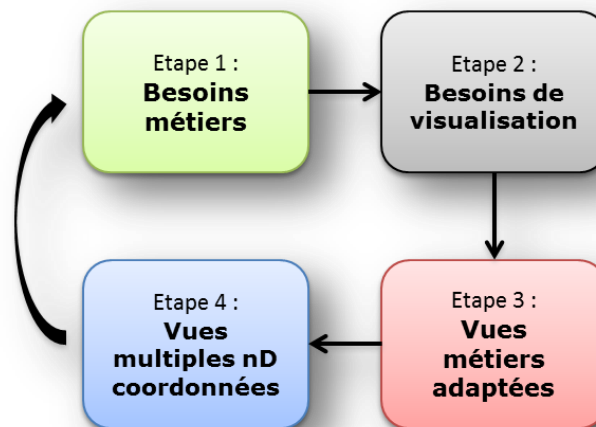 Etape 1 :
Besoins
métiers
Etape 2 :
Besoins de
visualisation
Etape 3 :
Vues
métiers
adaptées
Etape 4 :
Vues
multiples nD
coordonnées